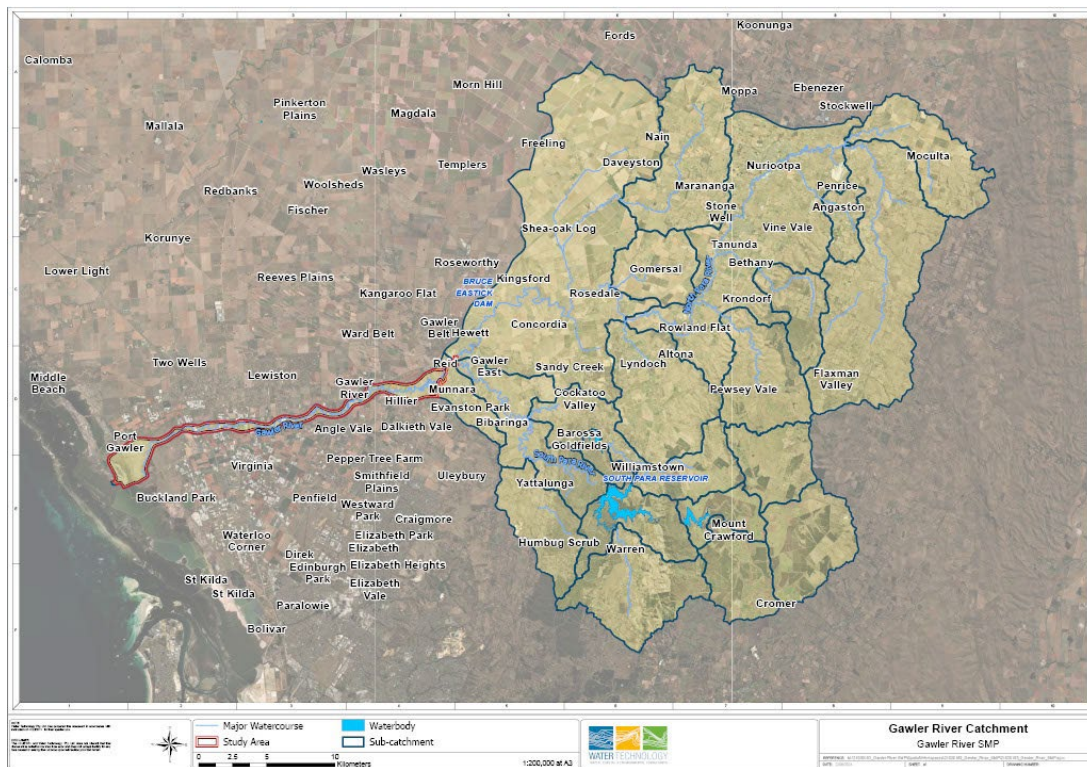 Koonunga
Fords
Calomba
Morn Hill
Moppa
Ebenezer
Stockwell
Pinkerton
Plains
Magdala
Mallala
Nain
Freeling
Moculta
Daveyston
Nuriootpa
Templers
Wasleys
Woolsheds
Redbanks
Marananga
Penrice
Angaston
Stone
Well
Fischer
Vine Vale
Shea-oak Log
Korunye
Tanunda
Bethany
Roseworthy
Gomersal
Lower Light
Reeves Plains
Kingsford
BRUCE
EASTICK
DAM
Kangaroo Flat
Rosedale
Krondorf
Concordia
Gawler
Belt
Hewett
Ward Belt
Rowland Flat
Altona
Lyndoch
Two Wells
Reid
Gawler
East
Sandy Creek
Flaxman
Valley
Middle
Beach
Lewiston
Gawler
River
Munnara
Pewsey Vale
Hillier
Evanston Park
Cockatoo
Valley
Bibaringa
Port
Gawler
Angle Vale
Dalkieth Vale
Barossa
Goldfields
Virginia
Pepper Tree Farm
Williamstown
Smithfield
Plains
Uleybury
SOUTH PARA RESERVOIR
Yattalunga
Buckland Park
Penfield
Westward
Park
Craigmore
Mount
Crawford
Waterloo
Corner
Elizabeth Park
Elizabeth
Humbug Scrub
Warren
Direk
Edinburgh
Park
Elizabeth Heights
St Kilda
St Kilda
Elizabeth
Vale
Paralowie
Cromer
Bolivar
Major Watercourse
Study Area
Waterbody
Sub-catchment
0 2.5 5 10
Kilometers
1:200,000 at A3
WATER TECHNOLOGY
Gawler River Catchment
Gawler River SMP